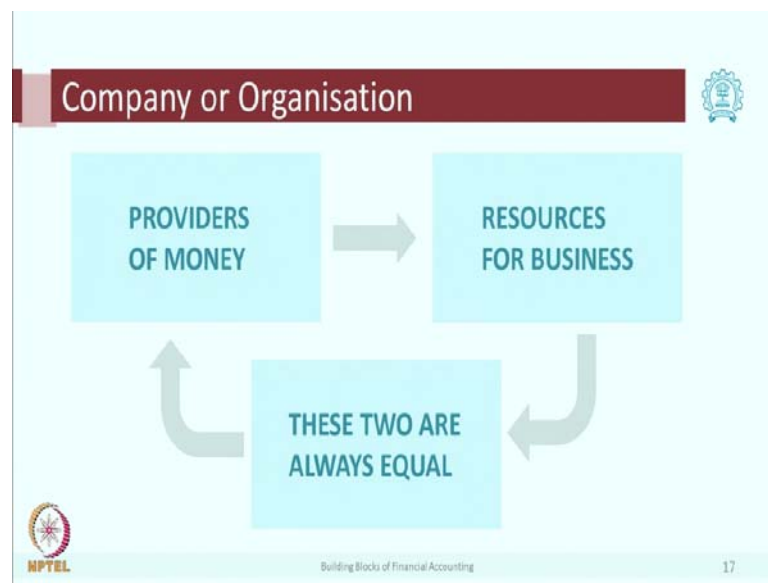 Company or Organisation
PROVIDERS
OF MONEY
RESOURCES
FOR BUSINESS
THESE TWO ARE
ALWAYS EQUAL
NPTEL
Building Blocks of Financial Accounting
17